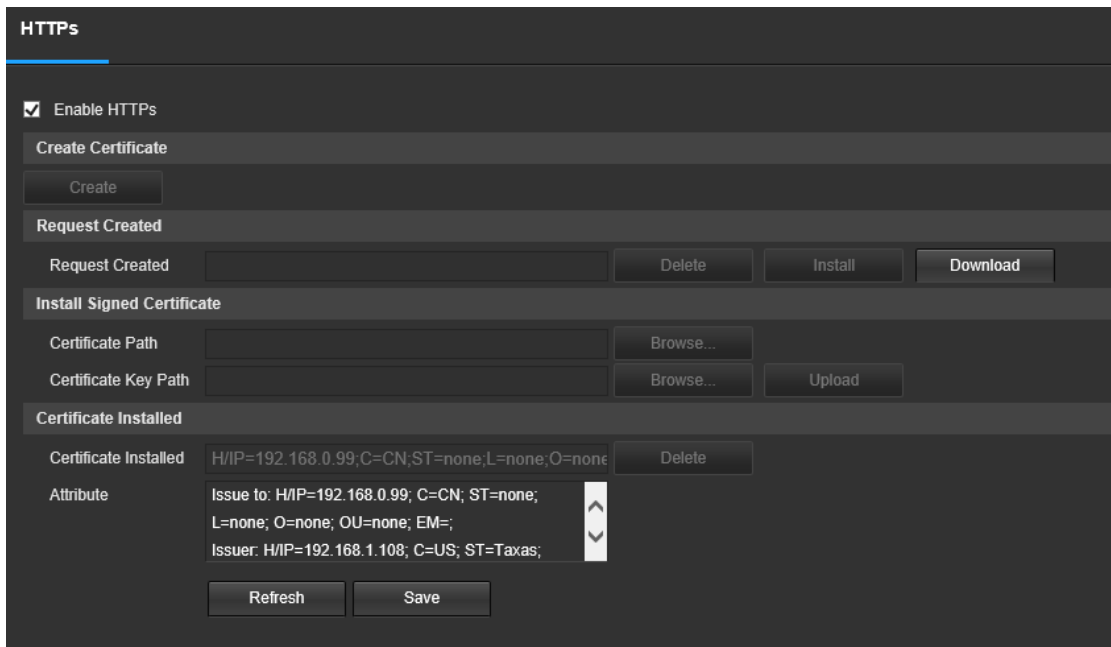 HTTPs
Enable HTTPs
Create Certificate
Create
Request Created
Request Created Delete Install Download
Install Signed Certificate
Certificate Path Browse...
Certificate Key Path Browse... Upload
Certificate Installed
Certificate Installed H/IP=192.168.0.99;C=CN;ST=none;L=none;O=none Delete
Attribute Issue to: H/IP=192.168.0.99; C=CN; ST=none;
L=none; O=none; OU=none; EM=;
Issuer: H/IP=192.168.1.108; C=US; ST=Taxas;
Refresh Save